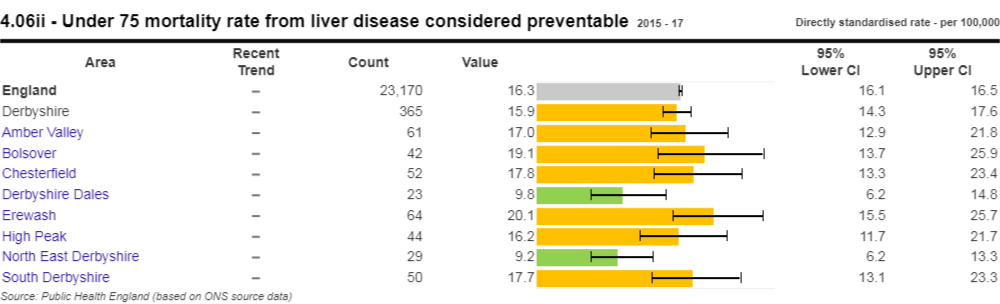 4.06ii - Under 75 mortality rate from liver disease considered preventable 2015 - 17 Directly standardised rate - per 100,000
Area Recent Trend Count Value 95% Lower CI 95% Upper CI
England – 23,170 16.3 16.1 16.5
Derbyshire – 365 15.9 14.3 17.6
Amber Valley – 61 17.0 12.9 21.8
Bolsover – 42 19.1 13.7 25.9
Chesterfield – 52 17.8 13.3 23.4
Derbyshire Dales – 23 9.8 6.2 14.8
Erewash – 64 20.1 15.5 25.7
High Peak – 44 16.2 11.7 21.7
North East Derbyshire – 29 9.2 6.2 13.3
South Derbyshire – 50 17.7 13.1 23.3
Source: Public Health England (based on ONS source data)